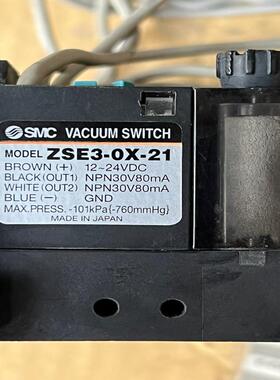 SMC VACUUM SWITCH
MODEL ZSE3-0X-21
BROWN (+) 12~24VDC
BLACK(OUT1) NPN30V80mA
WHITE(OUT2) NPN30V80mA
BLUE (−) GND
MAX.PRESS. -101kPa{-760mmHg}
MADE IN JAPAN